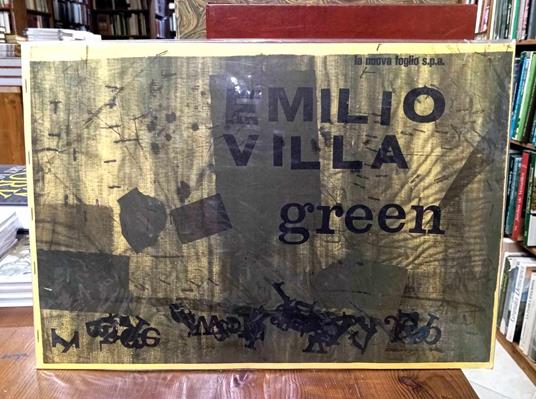 la nuova foglio s.p.a.
EMILIO
VILLA
green